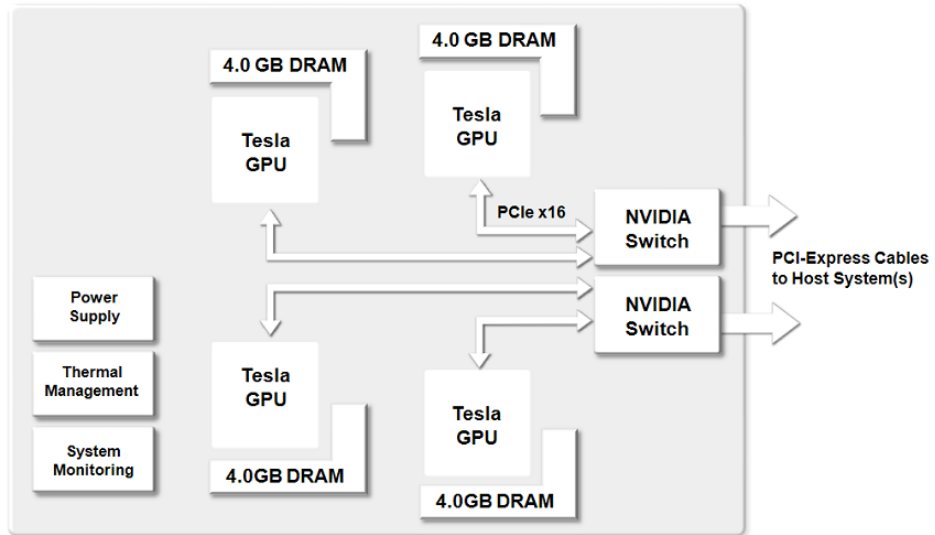 4.0 GB DRAM
Tesla
GPU
4.0 GB DRAM
Tesla
GPU
PCIe x16
NVIDIA
Switch
PCI-Express Cables
to Host System(s)
NVIDIA
Switch
Power
Supply
Thermal
Management
System
Monitoring
Tesla
GPU
4.0GB DRAM
Tesla
GPU
4.0GB DRAM